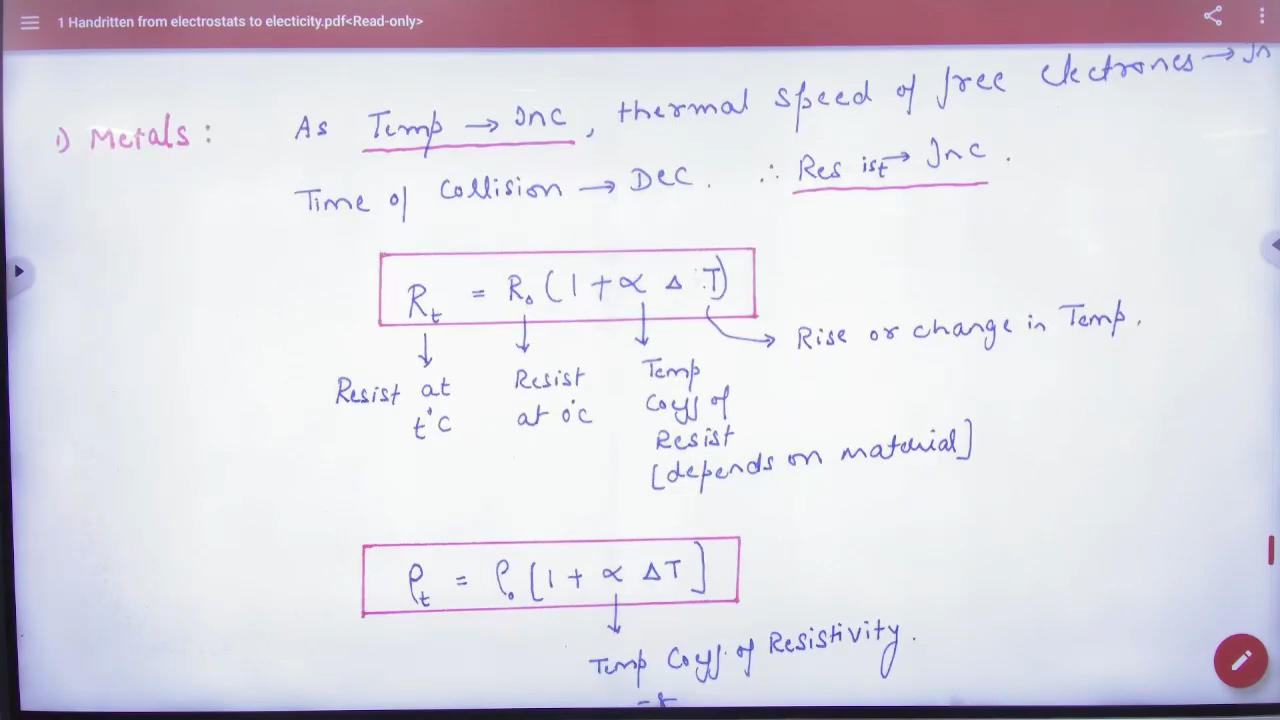 1 Handritten from electrostats to electicity.pdf<Read-only>
1) Metals : As Temp → Inc , thermal speed of free electrones → In
Time of Collision → Dec . ∴ Resist → Inc .
R_t = R₀ ( 1 + α Δ T )
Rise or change in Temp .
Resist at t°C
Resist at 0°C
Temp Coeff of Resist
[depends on material]
ρ_t = ρ₀ [ 1 + α ΔT ]
Temp Coeff. of Resistivity .